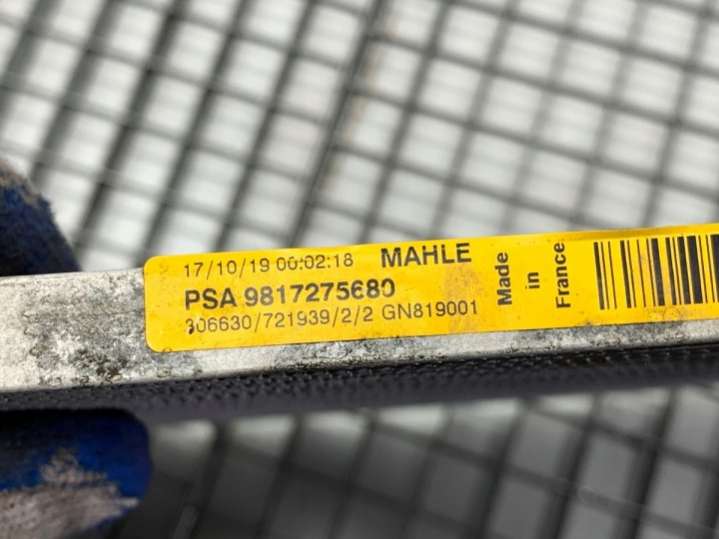 17/10/19 00:02:18 MAHLE
PSA 9817275680
306630/721939/2/2 GN819001
Made
in
France